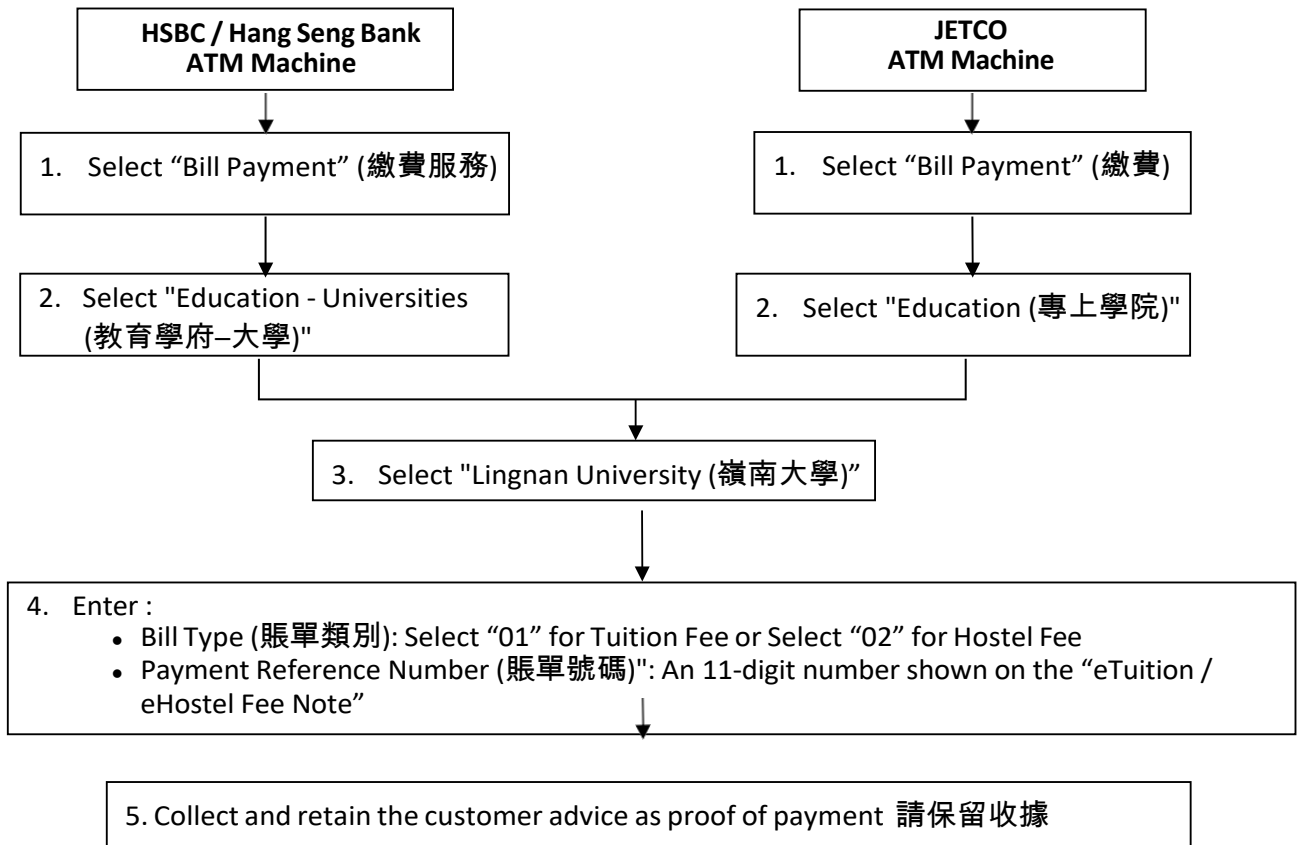 HSBC / Hang Seng Bank
ATM Machine
JETCO
ATM Machine
1. Select “Bill Payment” (繳費服務)
1. Select “Bill Payment” (繳費)
2. Select "Education - Universities
(教育學府–大學)"
2. Select "Education (專上學院)"
3. Select "Lingnan University (嶺南大學)”
4. Enter :
• Bill Type (賬單類別): Select “01” for Tuition Fee or Select “02” for Hostel Fee
• Payment Reference Number (賬單號碼)": An 11-digit number shown on the “eTuition /
eHostel Fee Note”
5. Collect and retain the customer advice as proof of payment 請保留收據